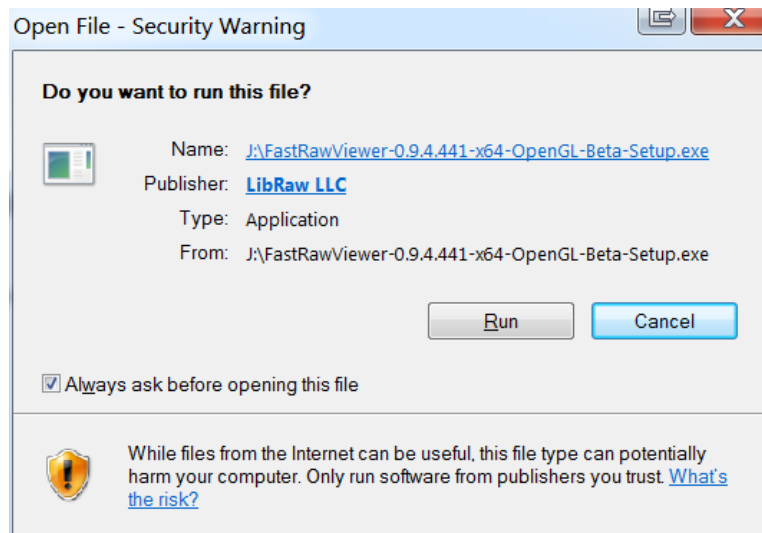 Open File - Security Warning
Do you want to run this file?
Name: J:\FastRawViewer-0.9.4.441-x64-OpenGL-Beta-Setup.exe
Publisher: LibRaw LLC
Type: Application
From: J:\FastRawViewer-0.9.4.441-x64-OpenGL-Beta-Setup.exe
Run Cancel
Always ask before opening this file
While files from the Internet can be useful, this file type can potentially
harm your computer. Only run software from publishers you trust. What's
the risk?